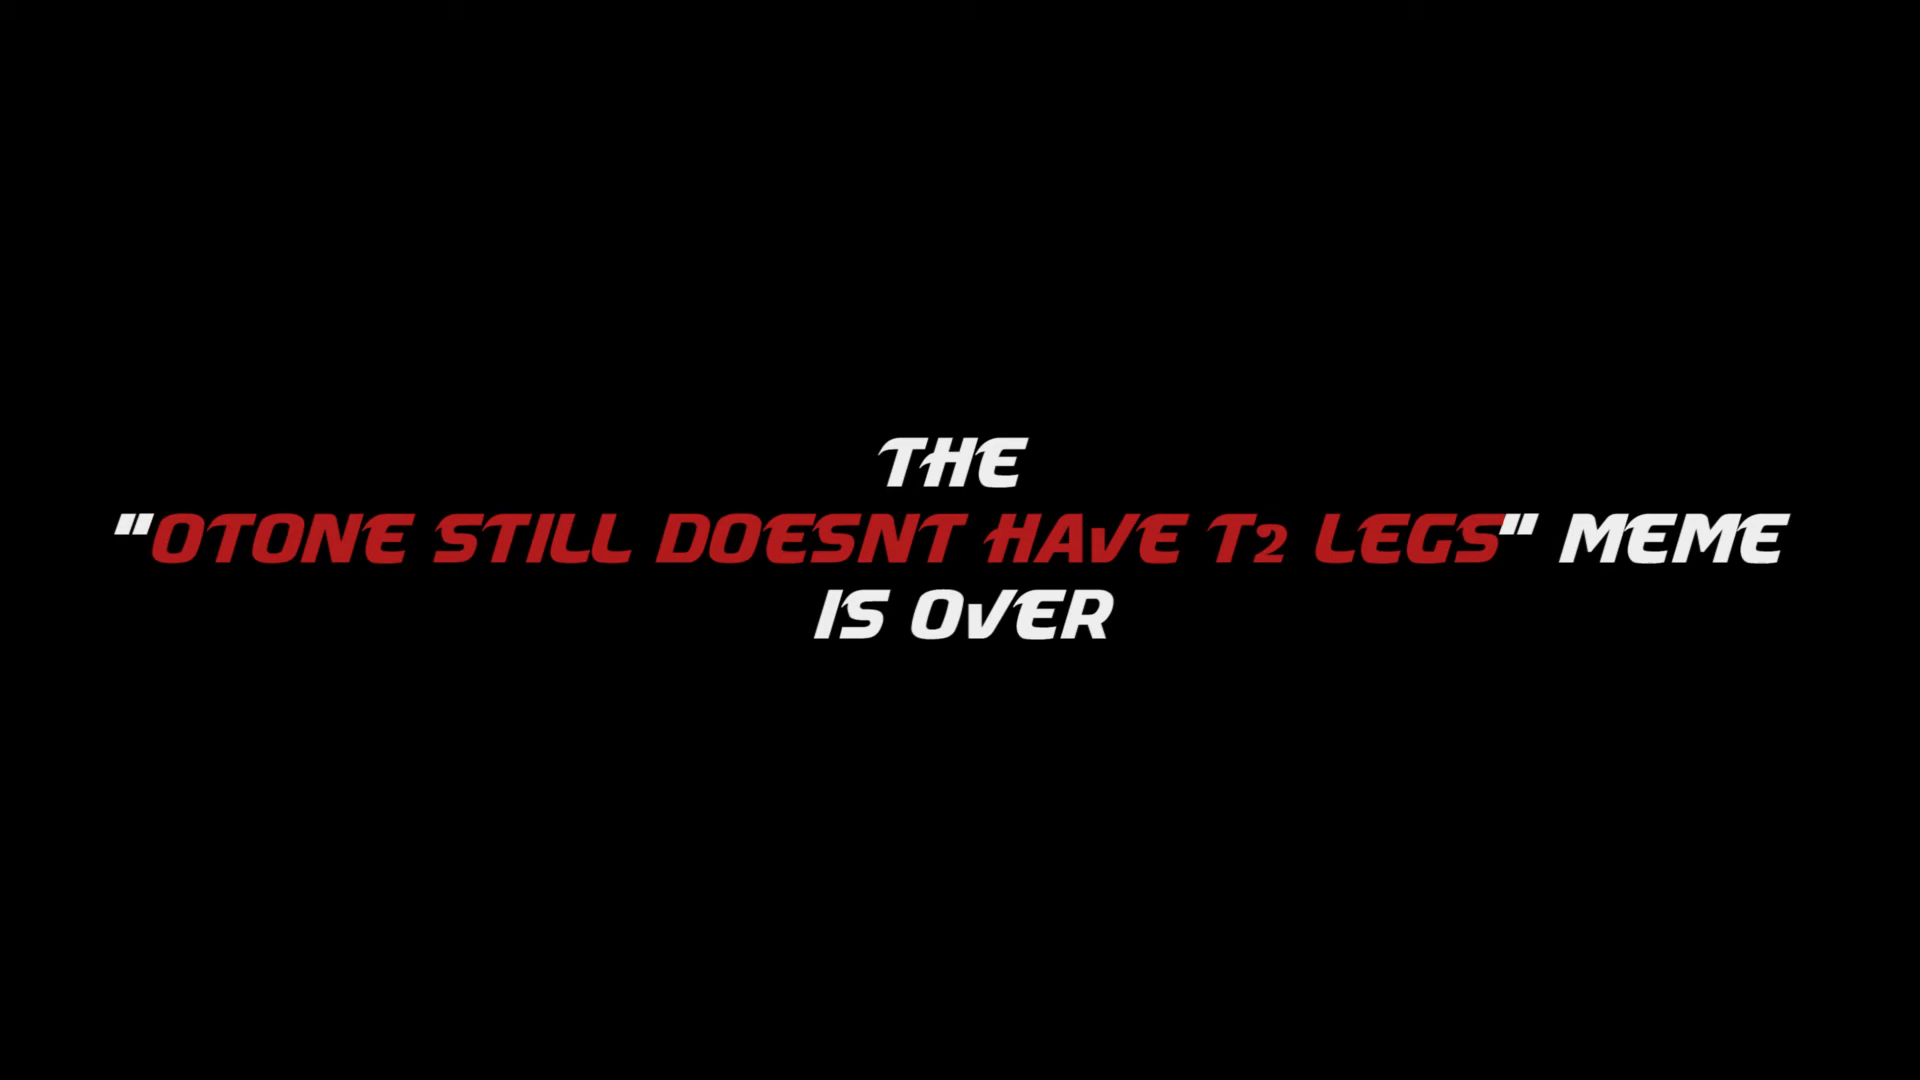 THE
"OTONE STILL DOESNT HAVE T2 LEGS" MEME
IS OVER